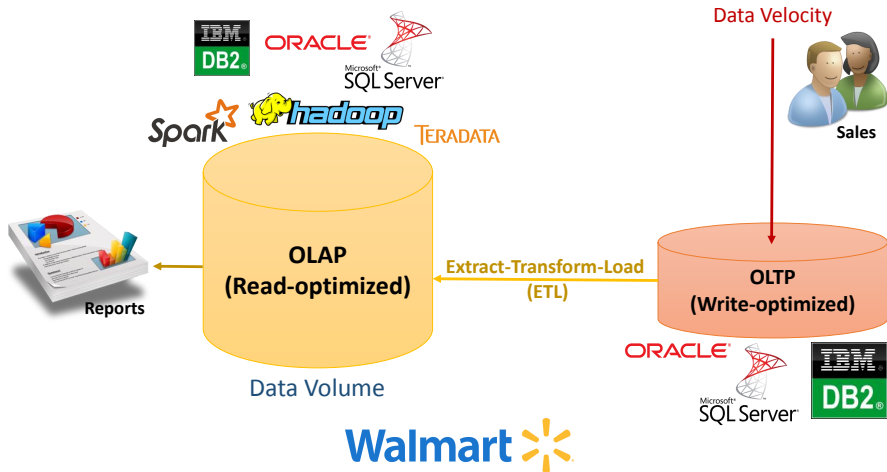 Data Velocity
IBM
DB2®
ORACLE®
Microsoft®
SQL Server®
Spark
hadoop
TERADATA
Sales
OLAP
(Read-optimized)
Extract-Transform-Load
(ETL)
OLTP
(Write-optimized)
Reports
Data Volume
ORACLE®
Microsoft®
SQL Server®
IBM
DB2®
Walmart